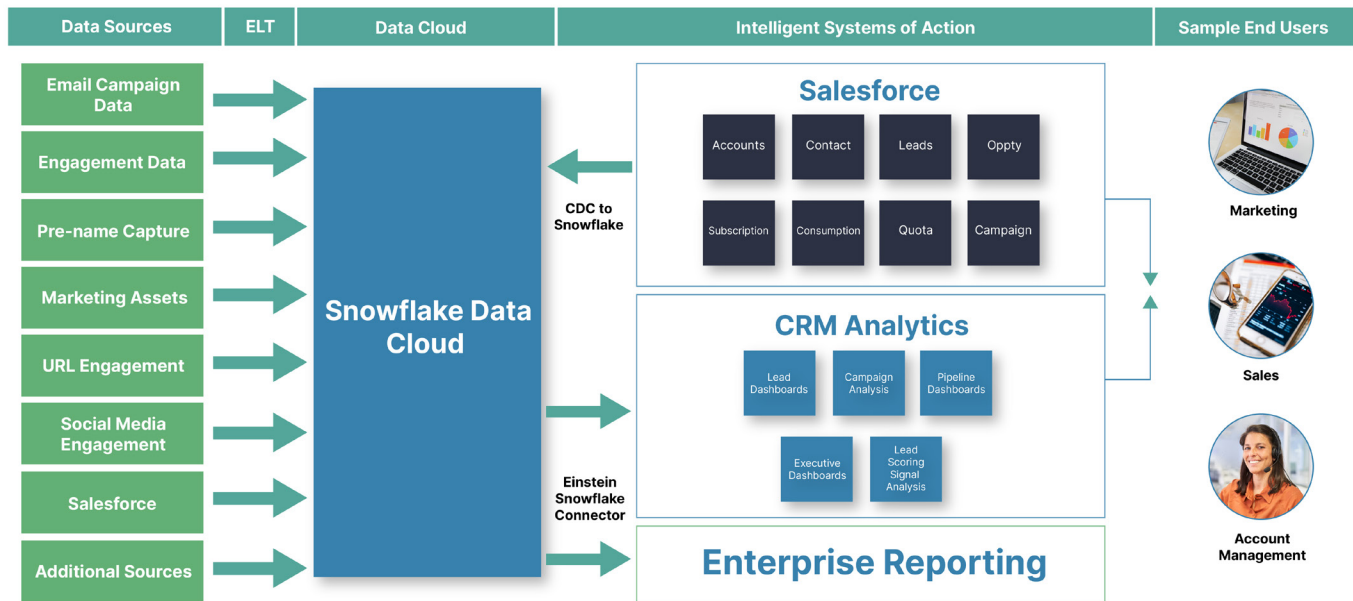 Data Sources
ELT
Data Cloud
Intelligent Systems of Action
Sample End Users
Email Campaign
Data
Engagement Data
Pre-name Capture
Marketing Assets
URL Engagement
Social Media
Engagement
Salesforce
Additional Sources
Snowflake Data
Cloud
CDC to
Snowflake
Einstein
Snowflake
Connector
Salesforce
Accounts
Contact
Leads
Oppty
Subscription
Consumption
Quota
Campaign
CRM Analytics
Lead
Dashboards
Campaign
Analysis
Pipeline
Dashboards
Executive
Dashboards
Lead
Scoring
Signal
Analysis
Enterprise Reporting
Marketing
Sales
Account
Management